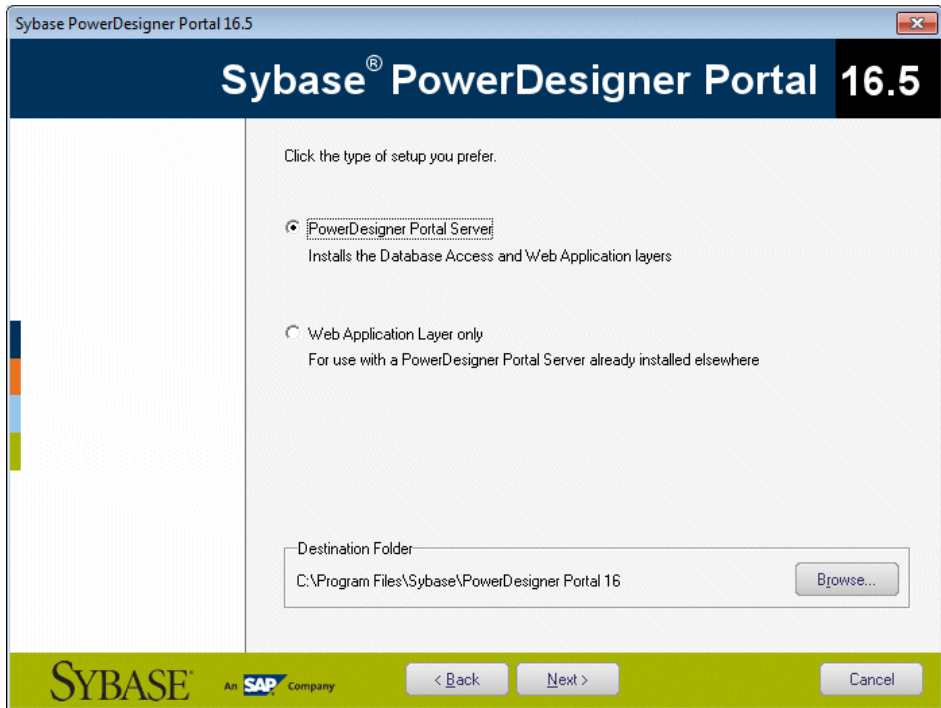 Sybase PowerDesigner Portal 16.5
Sybase® PowerDesigner Portal 16.5
Click the type of setup you prefer.
PowerDesigner Portal Server
Installs the Database Access and Web Application layers
Web Application Layer only
For use with a PowerDesigner Portal Server already installed elsewhere
Destination Folder
C:\Program Files\Sybase\PowerDesigner Portal 16
Browse...
SYBASE® An SAP Company
< Back
Next >
Cancel